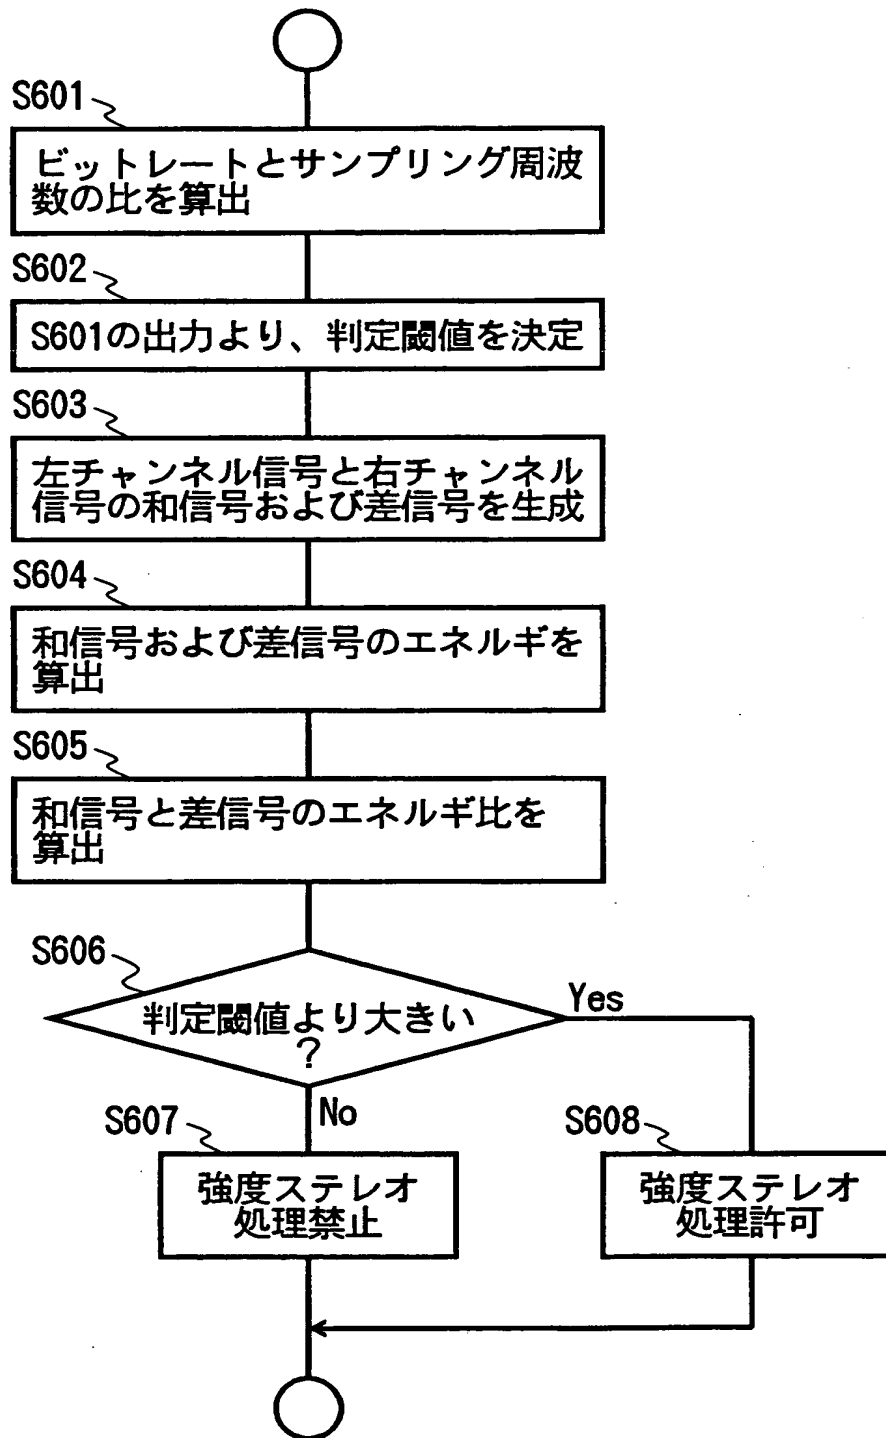 S601
ビットレートとサンプリング周波
数の比を算出
S602
S601の出力より、判定閾値を決定
S603
左チャンネル信号と右チャンネル
信号の和信号および差信号を生成
S604
和信号および差信号のエネルギを
算出
S605
和信号と差信号のエネルギ比を
算出
S606
判定閾値より大きい
?
Yes
No
S607
強度ステレオ
処理禁止
S608
強度ステレオ
処理許可